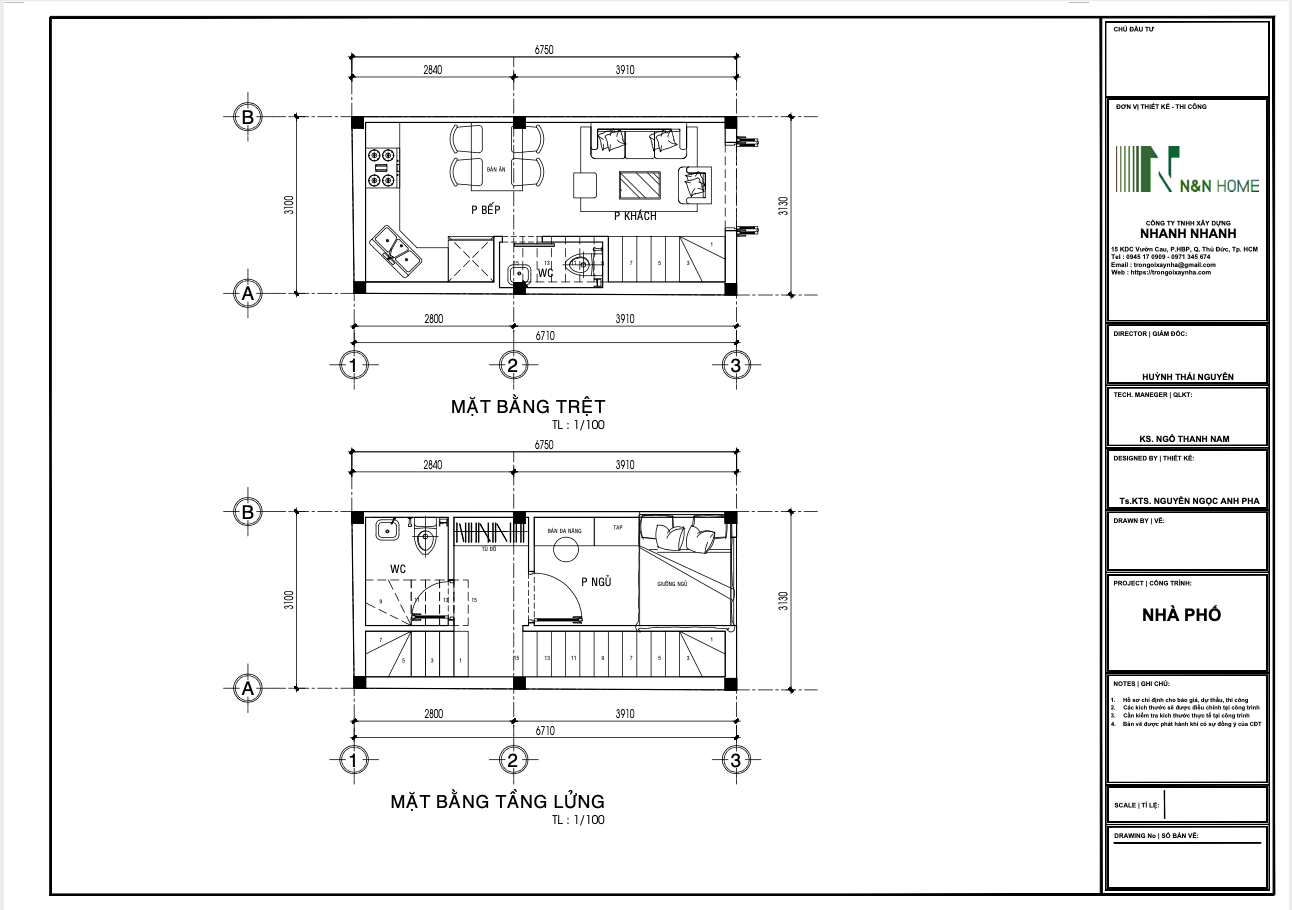 6750
2840
3910
B
3100
3130
BÀN ĂN
P BẾP
P KHÁCH
WC
15
13
11
9
7
5
3
1
A
2800
3910
6710
1
2
3
MẶT BẰNG TRỆT
TL : 1/100
6750
2840
3910
B
3100
3130
TỦ ĐỒ
BÀN ĐA NĂNG
TAP
WC
P NGỦ
GIƯỜNG NGỦ
9
11
13
15
7
5
3
1
15
13
11
9
7
5
3
1
A
2800
3910
6710
1
2
3
MẶT BẰNG TẦNG LỬNG
TL : 1/100
CHỦ ĐẦU TƯ
ĐƠN VỊ THIẾT KẾ - THI CÔNG
N&N HOME
CÔNG TY TNHH XÂY DỰNG
NHANH NHANH
15 KDC Vườn Cau, P.HBP, Q. Thủ Đức, Tp. HCM
Tel : 0945 17 0909 - 0971 345 674
Email : trongoixaynha@gmail.com
Web : https://trongoixaynha.com
DIRECTOR | GIÁM ĐỐC:
HUỲNH THÁI NGUYÊN
TECH. MANEGER | QLKT:
KS. NGÔ THANH NAM
DESIGNED BY | THIẾT KẾ:
Ts.KTS. NGUYỄN NGỌC ANH PHA
DRAWN BY | VẼ:
PROJECT | CÔNG TRÌNH:
NHÀ PHỐ
NOTES | GHI CHÚ:
1. Hồ sơ chỉ định cho báo giá, dự thầu, thi công
2. Các kích thước sẽ được điều chỉnh tại công trình
3. Cần kiểm tra kích thước thực tế tại công trình
4. Bản vẽ được phát hành khi có sự đồng ý của CĐT
SCALE | TỈ LỆ:
DRAWING No | SỐ BẢN VẼ: